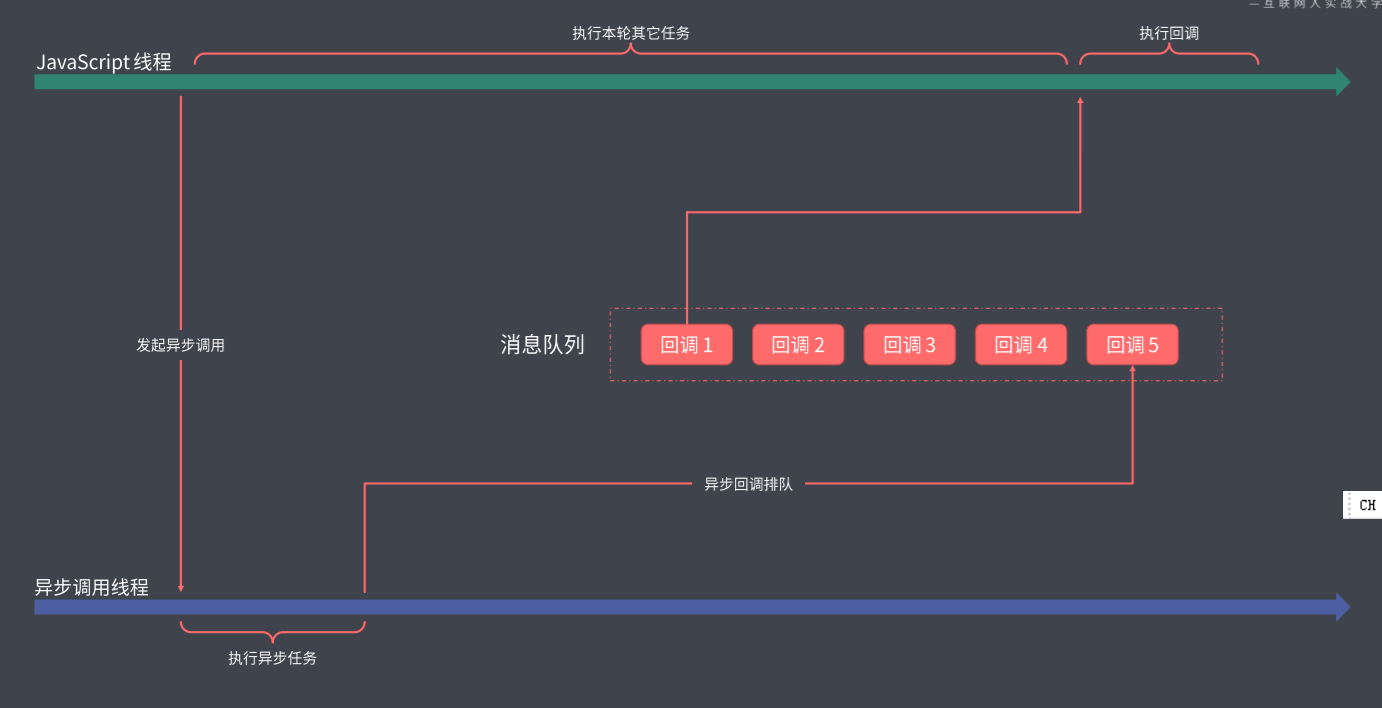 —互联网人实战大学
执行本轮其它任务
执行回调
JavaScript 线程
发起异步调用
消息队列
回调 1
回调 2
回调 3
回调 4
回调 5
异步回调排队
CH
异步调用线程
执行异步任务